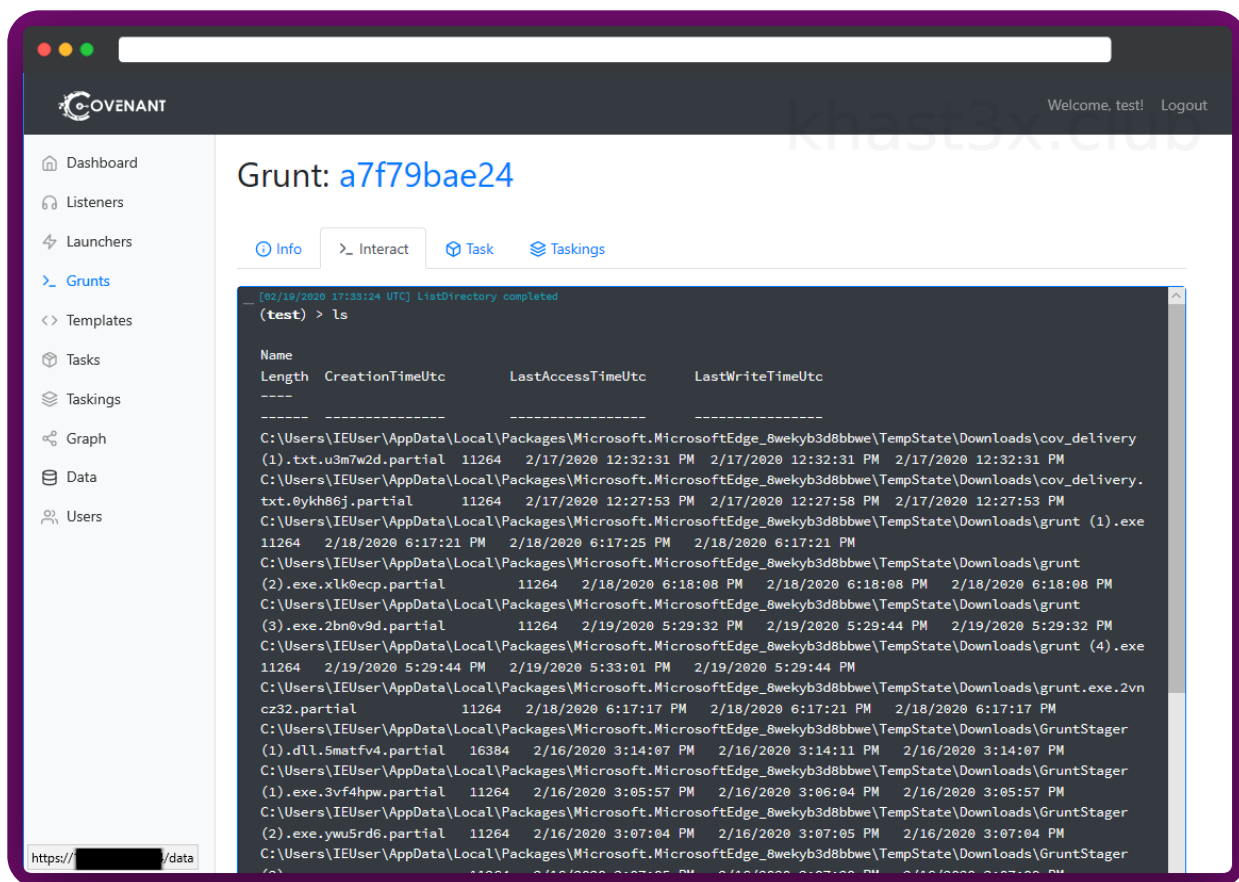 COVENANT
Welcome, test! Logout
khast3x.club
Dashboard
Listeners
Launchers
>_ Grunts
<> Templates
Tasks
Taskings
Graph
Data
Users
Grunt: a7f79bae24
Info >_ Interact Task Taskings
_ [02/19/2020 17:33:24 UTC] ListDirectory completed
(test) > ls
Name
Length CreationTimeUtc LastAccessTimeUtc LastWriteTimeUtc
----
------ --------------- ----------------- ----------------
C:\Users\IEUser\AppData\Local\Packages\Microsoft.MicrosoftEdge_8wekyb3d8bbwe\TempState\Downloads\cov_delivery
(1).txt.u3m7w2d.partial 11264 2/17/2020 12:32:31 PM 2/17/2020 12:32:31 PM 2/17/2020 12:32:31 PM
C:\Users\IEUser\AppData\Local\Packages\Microsoft.MicrosoftEdge_8wekyb3d8bbwe\TempState\Downloads\cov_delivery.
txt.0ykh86j.partial 11264 2/17/2020 12:27:53 PM 2/17/2020 12:27:58 PM 2/17/2020 12:27:53 PM
C:\Users\IEUser\AppData\Local\Packages\Microsoft.MicrosoftEdge_8wekyb3d8bbwe\TempState\Downloads\grunt (1).exe
11264 2/18/2020 6:17:21 PM 2/18/2020 6:17:25 PM 2/18/2020 6:17:21 PM
C:\Users\IEUser\AppData\Local\Packages\Microsoft.MicrosoftEdge_8wekyb3d8bbwe\TempState\Downloads\grunt
(2).exe.xlk0ecp.partial 11264 2/18/2020 6:18:08 PM 2/18/2020 6:18:08 PM 2/18/2020 6:18:08 PM
C:\Users\IEUser\AppData\Local\Packages\Microsoft.MicrosoftEdge_8wekyb3d8bbwe\TempState\Downloads\grunt
(3).exe.2bn0v9d.partial 11264 2/19/2020 5:29:32 PM 2/19/2020 5:29:44 PM 2/19/2020 5:29:32 PM
C:\Users\IEUser\AppData\Local\Packages\Microsoft.MicrosoftEdge_8wekyb3d8bbwe\TempState\Downloads\grunt (4).exe
11264 2/19/2020 5:29:44 PM 2/19/2020 5:33:01 PM 2/19/2020 5:29:44 PM
C:\Users\IEUser\AppData\Local\Packages\Microsoft.MicrosoftEdge_8wekyb3d8bbwe\TempState\Downloads\grunt.exe.2vn
cz32.partial 11264 2/18/2020 6:17:17 PM 2/18/2020 6:17:21 PM 2/18/2020 6:17:17 PM
C:\Users\IEUser\AppData\Local\Packages\Microsoft.MicrosoftEdge_8wekyb3d8bbwe\TempState\Downloads\GruntStager
(1).dll.5matfv4.partial 16384 2/16/2020 3:14:07 PM 2/16/2020 3:14:11 PM 2/16/2020 3:14:07 PM
C:\Users\IEUser\AppData\Local\Packages\Microsoft.MicrosoftEdge_8wekyb3d8bbwe\TempState\Downloads\GruntStager
(1).exe.3vf4hpw.partial 11264 2/16/2020 3:05:57 PM 2/16/2020 3:06:04 PM 2/16/2020 3:05:57 PM
C:\Users\IEUser\AppData\Local\Packages\Microsoft.MicrosoftEdge_8wekyb3d8bbwe\TempState\Downloads\GruntStager
(2).exe.ywu5rd6.partial 11264 2/16/2020 3:07:04 PM 2/16/2020 3:07:05 PM 2/16/2020 3:07:04 PM
C:\Users\IEUser\AppData\Local\Packages\Microsoft.MicrosoftEdge_8wekyb3d8bbwe\TempState\Downloads\GruntStager
https:// /data